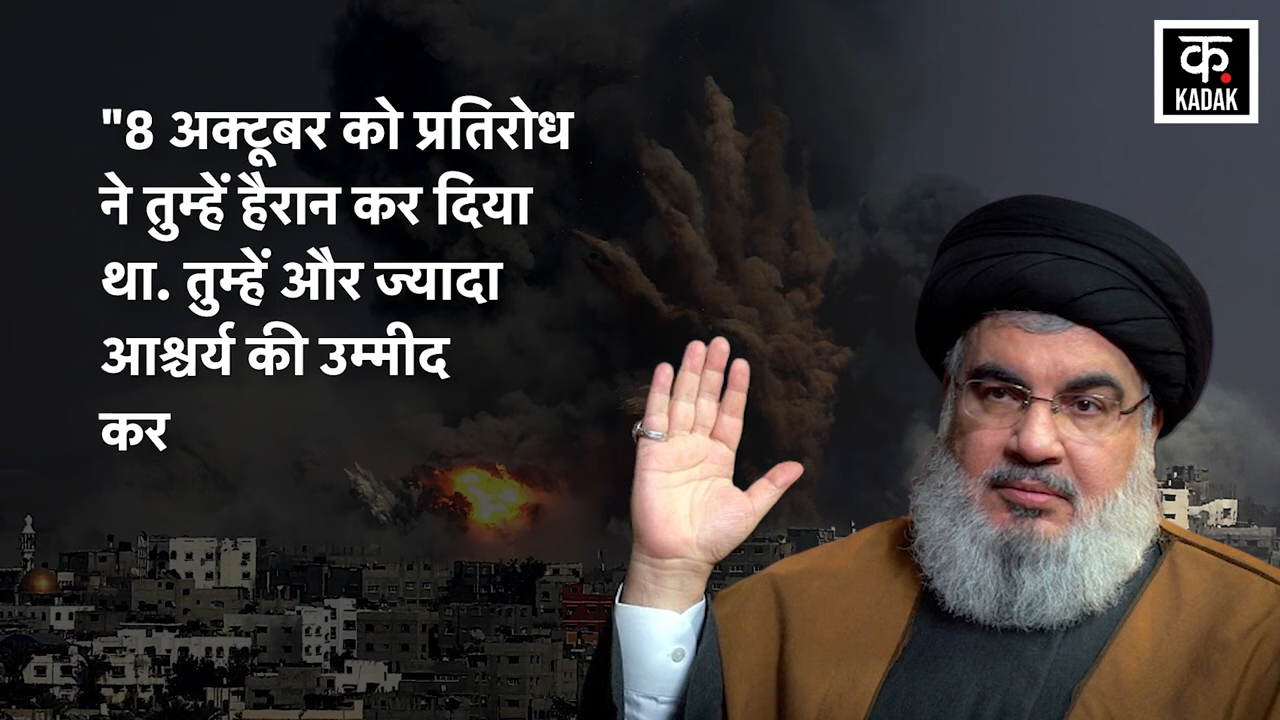 "8 अक्टूबर को प्रतिरोध
ने तुम्हें हैरान कर दिया
था. तुम्हें और ज्यादा
आश्चर्य की उम्मीद
कर
क.
KADAK